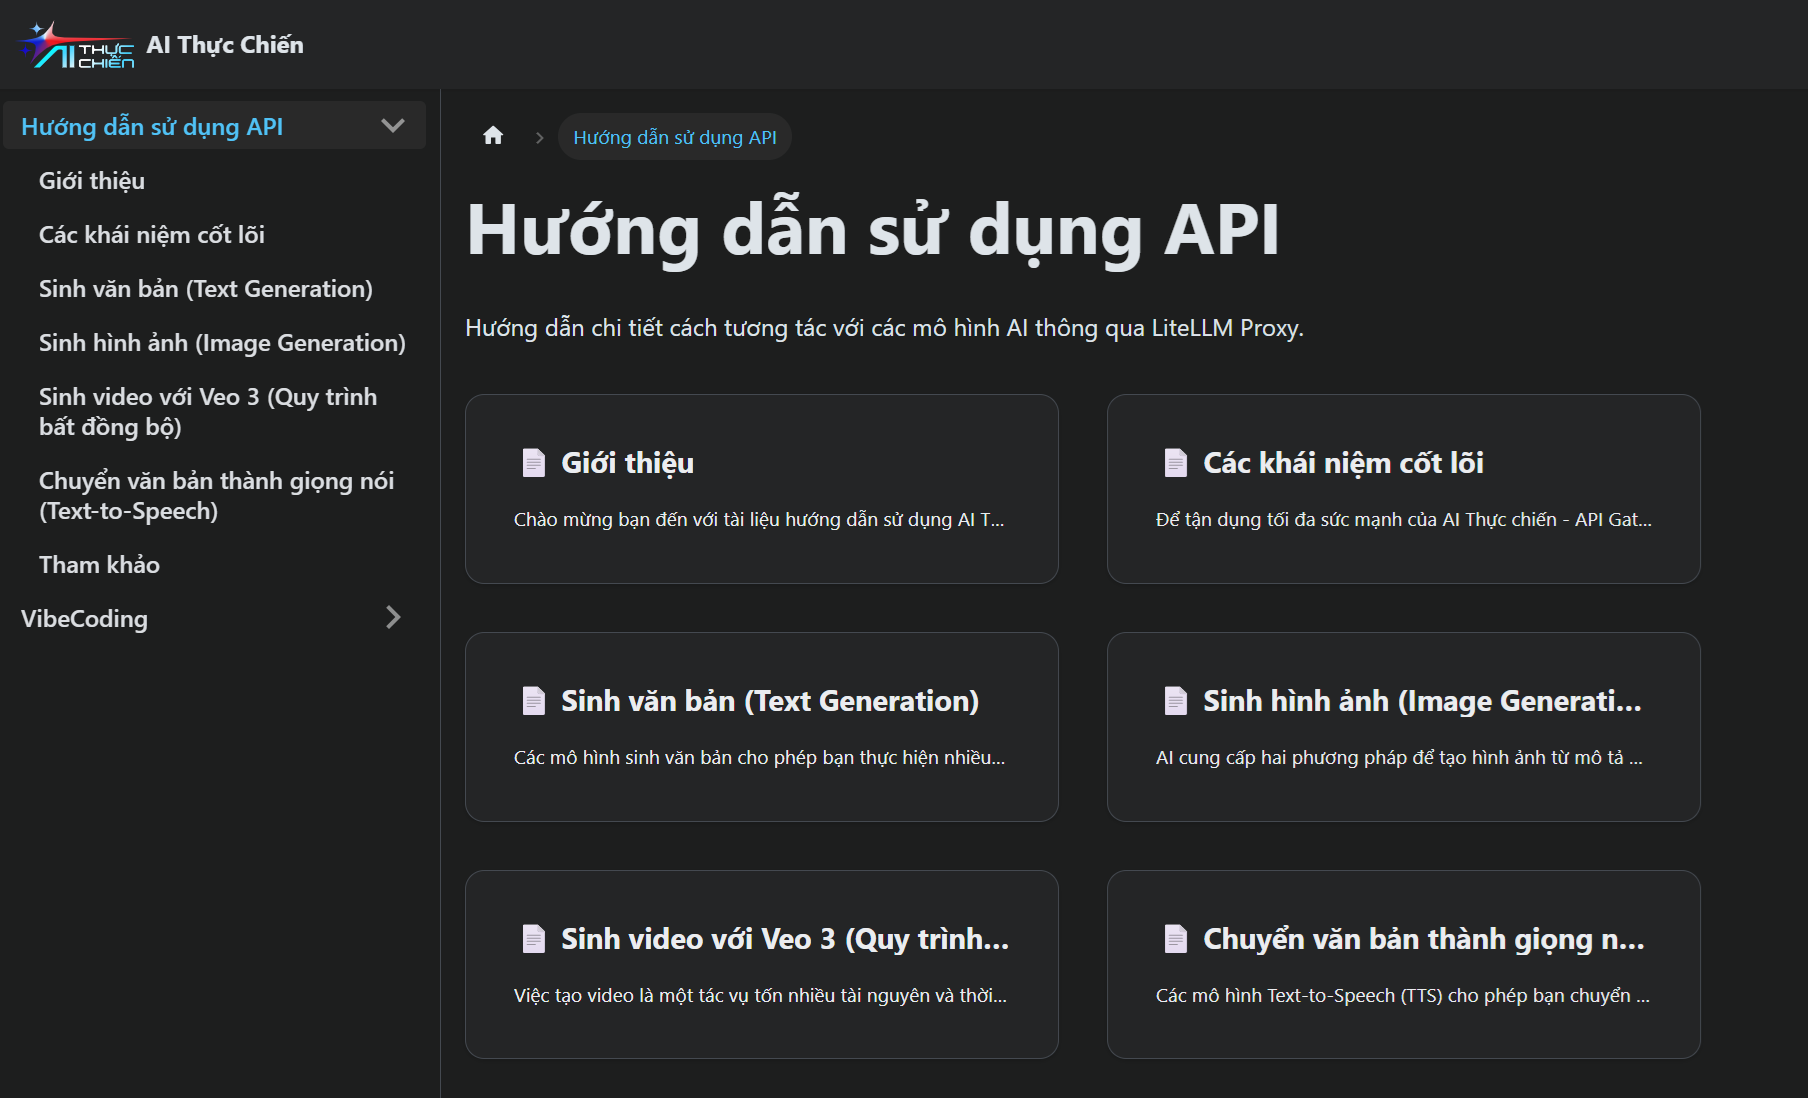 AI THỰC CHIẾN
AI Thực Chiến
Hướng dẫn sử dụng API
Giới thiệu
Các khái niệm cốt lõi
Sinh văn bản (Text Generation)
Sinh hình ảnh (Image Generation)
Sinh video với Veo 3 (Quy trình
bất đồng bộ)
Chuyển văn bản thành giọng nói
(Text-to-Speech)
Tham khảo
VibeCoding
Hướng dẫn sử dụng API
Hướng dẫn sử dụng API
Hướng dẫn chi tiết cách tương tác với các mô hình AI thông qua LiteLLM Proxy.
Giới thiệu
Chào mừng bạn đến với tài liệu hướng dẫn sử dụng AI T...
Các khái niệm cốt lõi
Để tận dụng tối đa sức mạnh của AI Thực chiến - API Gat...
Sinh văn bản (Text Generation)
Các mô hình sinh văn bản cho phép bạn thực hiện nhiều...
Sinh hình ảnh (Image Generati...
AI cung cấp hai phương pháp để tạo hình ảnh từ mô tả ...
Sinh video với Veo 3 (Quy trình...
Việc tạo video là một tác vụ tốn nhiều tài nguyên và thời...
Chuyển văn bản thành giọng n...
Các mô hình Text-to-Speech (TTS) cho phép bạn chuyển ...